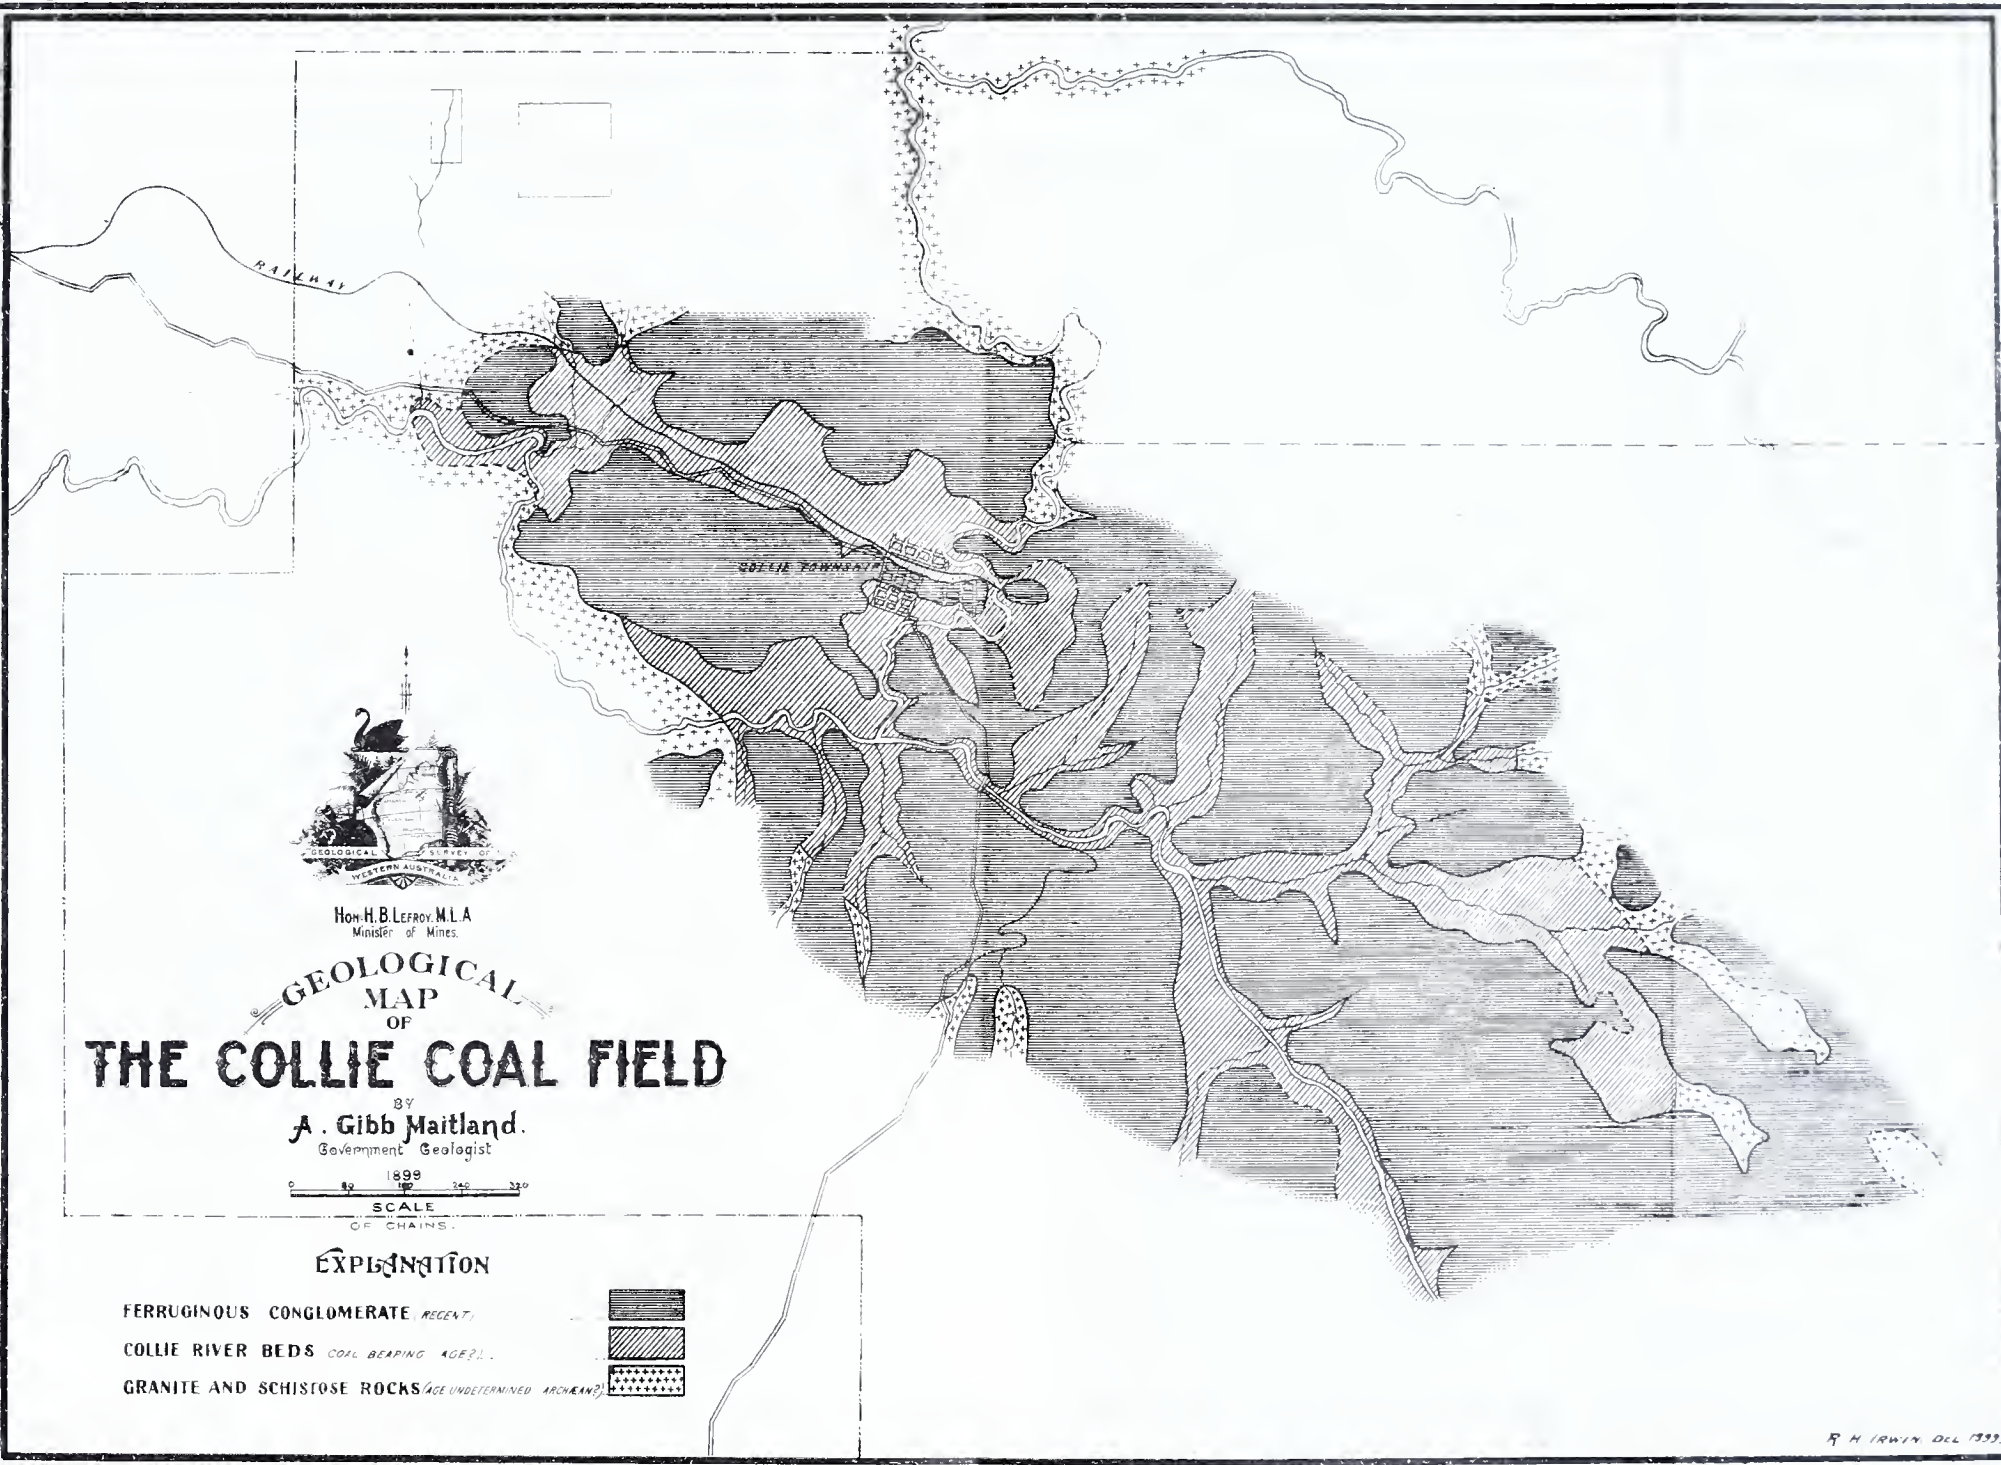 RAILWAY
COLLIE TOWNSHIP
GEOLOGICAL SURVEY OF
WESTERN AUSTRALIA
HON. H. B. LEFROY. M.L.A
Minister of Mines.
GEOLOGICAL
MAP
OF
THE COLLIE COAL FIELD
BY
A. Gibb Maitland.
Government Geologist
1899
0 80 160 240 320
SCALE
OF CHAINS.
EXPLANATION
FERRUGINOUS CONGLOMERATE (RECENT)
COLLIE RIVER BEDS COAL BEARING AGE?).
GRANITE AND SCHISTOSE ROCKS (AGE UNDETERMINED ARCHÆAN?)
R H IRWIN. DEL 1899.